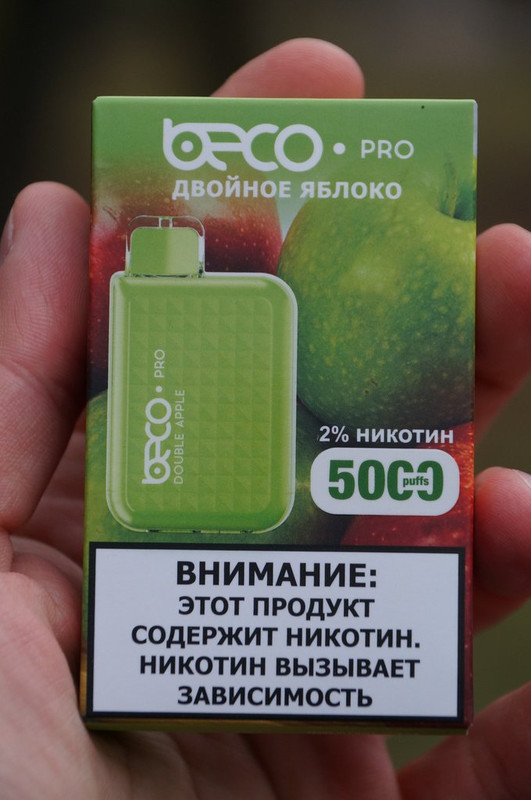 beco • PRO
ДВОЙНОЕ ЯБЛОКО
beco • PRO
DOUBLE APPLE
2% НИКОТИН
5000 puffs
ВНИМАНИЕ:
ЭТОТ ПРОДУКТ
СОДЕРЖИТ НИКОТИН.
НИКОТИН ВЫЗЫВАЕТ
ЗАВИСИМОСТЬ